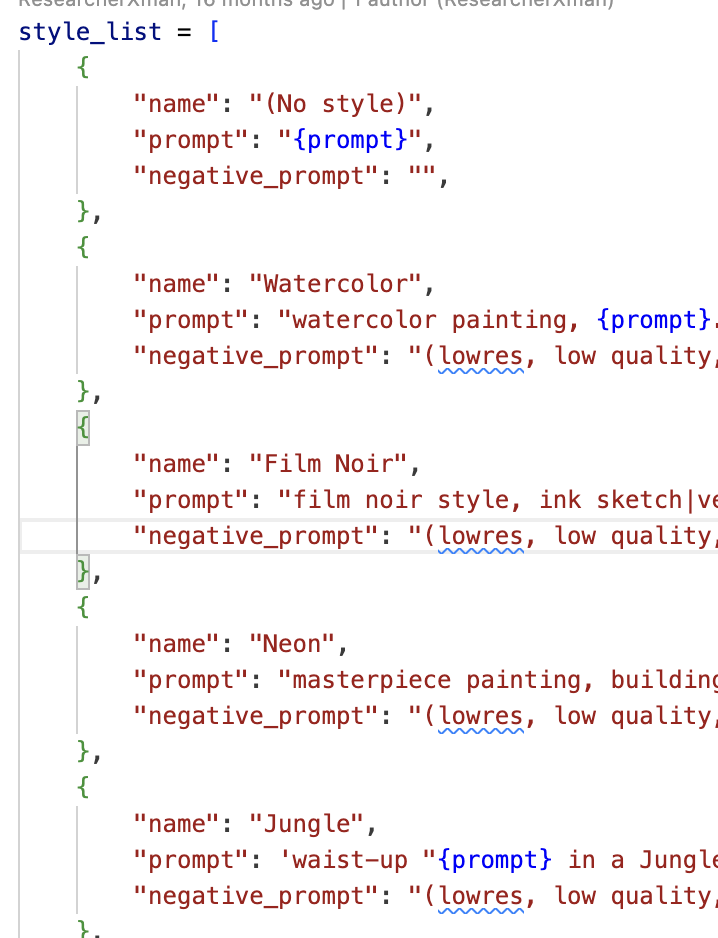 ResearcherXman, 16 months ago | 1 author (ResearcherXman)
style_list = [
{
"name": "(No style)",
"prompt": "{prompt}",
"negative_prompt": "",
},
{
"name": "Watercolor",
"prompt": "watercolor painting, {prompt}.
"negative_prompt": "(lowres, low quality,
},
{
"name": "Film Noir",
"prompt": "film noir style, ink sketch|ve
"negative_prompt": "(lowres, low quality,
},
{
"name": "Neon",
"prompt": "masterpiece painting, building
"negative_prompt": "(lowres, low quality,
},
{
"name": "Jungle",
"prompt": 'waist-up "{prompt} in a Jungle
"negative_prompt": "(lowres, low quality,
},